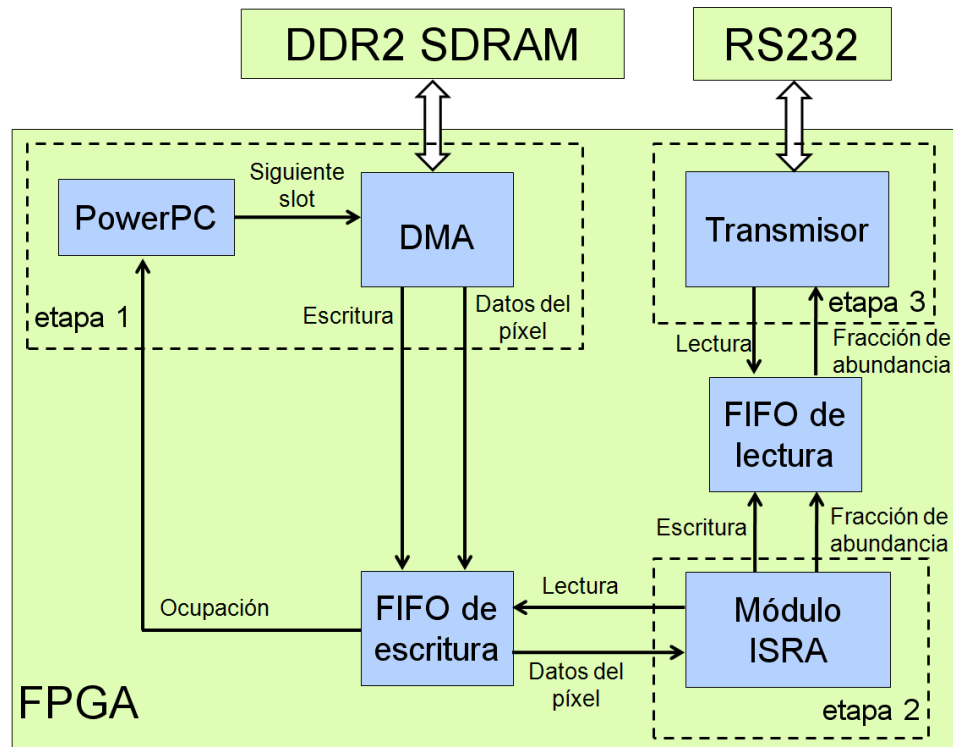 DDR2 SDRAM
RS232
PowerPC
Siguiente
slot
DMA
etapa 1
Escritura
Datos del
píxel
Transmisor
etapa 3
Lectura
Fracción de
abundancia
FIFO de
lectura
Escritura
Fracción de
abundancia
Ocupación
FIFO de
escritura
Lectura
Datos del
píxel
Módulo
ISRA
etapa 2
FPGA